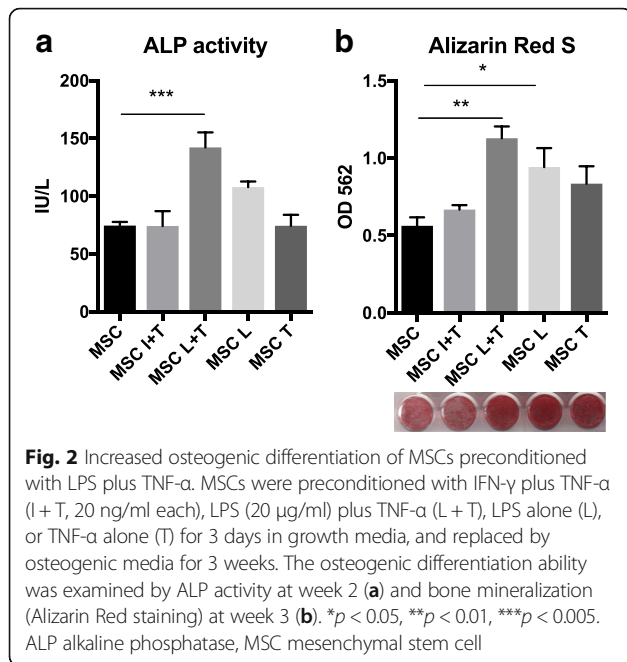 a
ALP activity
200
150
100
50
0
IU/L
***
MSC
MSC I+T
MSC L+T
MSC L
MSC T
b
Alizarin Red S
1.5
1.0
0.5
0.0
OD 562
*
**
MSC
MSC I+T
MSC L+T
MSC L
MSC T
Fig. 2 Increased osteogenic differentiation of MSCs preconditioned
with LPS plus TNF-α. MSCs were preconditioned with IFN-γ plus TNF-α
(I + T, 20 ng/ml each), LPS (20 μg/ml) plus TNF-α (L + T), LPS alone (L),
or TNF-α alone (T) for 3 days in growth media, and replaced by
osteogenic media for 3 weeks. The osteogenic differentiation ability
was examined by ALP activity at week 2 (a) and bone mineralization
(Alizarin Red staining) at week 3 (b). *p < 0.05, **p < 0.01, ***p < 0.005.
ALP alkaline phosphatase, MSC mesenchymal stem cell